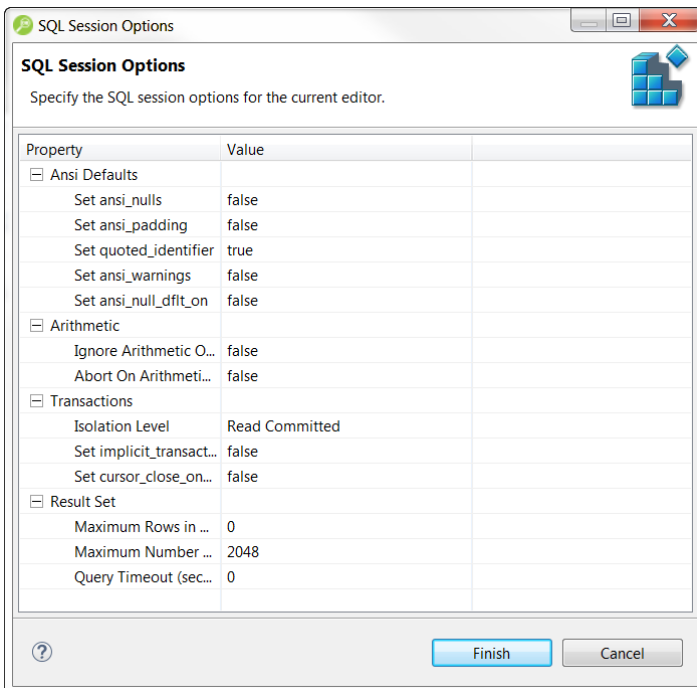 SQL Session Options
SQL Session Options
Specify the SQL session options for the current editor.
Property Value
Ansi Defaults
Set ansi_nulls false
Set ansi_padding false
Set quoted_identifier true
Set ansi_warnings false
Set ansi_null_dflt_on false
Arithmetic
Ignore Arithmetic O... false
Abort On Arithmeti... false
Transactions
Isolation Level Read Committed
Set implicit_transact... false
Set cursor_close_on... false
Result Set
Maximum Rows in ... 0
Maximum Number ... 2048
Query Timeout (sec... 0
Finish Cancel